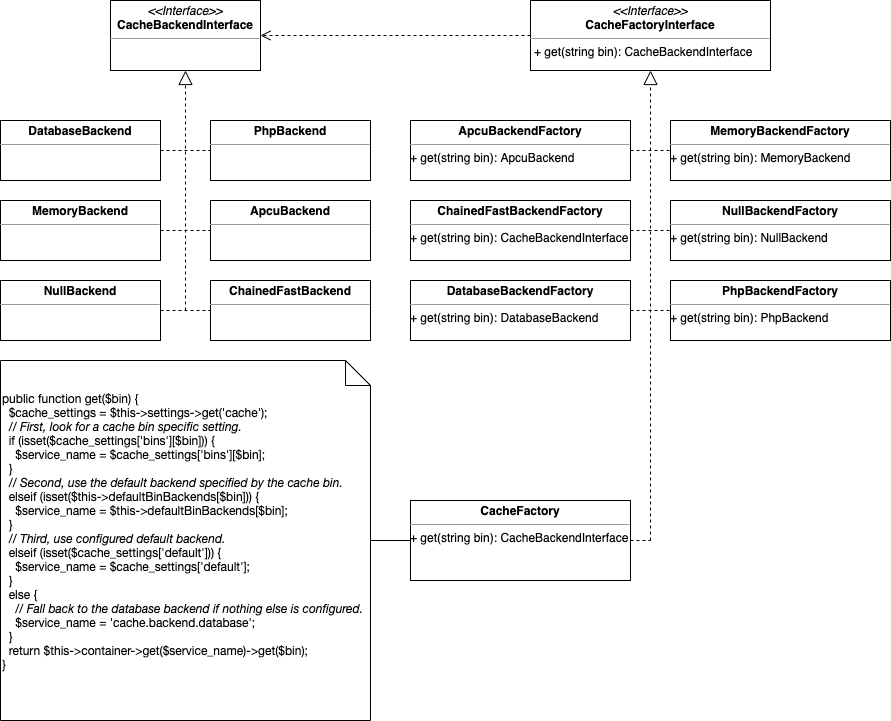 <<Interface>>
CacheBackendInterface
<<Interface>>
CacheFactoryInterface
+ get(string bin): CacheBackendInterface
DatabaseBackend
PhpBackend
ApcuBackendFactory
+ get(string bin): ApcuBackend
MemoryBackendFactory
+ get(string bin): MemoryBackend
MemoryBackend
ApcuBackend
ChainedFastBackendFactory
+ get(string bin): CacheBackendInterface
NullBackendFactory
+ get(string bin): NullBackend
NullBackend
ChainedFastBackend
DatabaseBackendFactory
+ get(string bin): DatabaseBackend
PhpBackendFactory
+ get(string bin): PhpBackend
public function get($bin) {
  $cache_settings = $this->settings->get('cache');
  // First, look for a cache bin specific setting.
  if (isset($cache_settings['bins'][$bin])) {
    $service_name = $cache_settings['bins'][$bin];
  }
  // Second, use the default backend specified by the cache bin.
  elseif (isset($this->defaultBinBackends[$bin])) {
    $service_name = $this->defaultBinBackends[$bin];
  }
  // Third, use configured default backend.
  elseif (isset($cache_settings['default'])) {
    $service_name = $cache_settings['default'];
  }
  else {
    // Fall back to the database backend if nothing else is configured.
    $service_name = 'cache.backend.database';
  }
  return $this->container->get($service_name)->get($bin);
}
CacheFactory
+ get(string bin): CacheBackendInterface